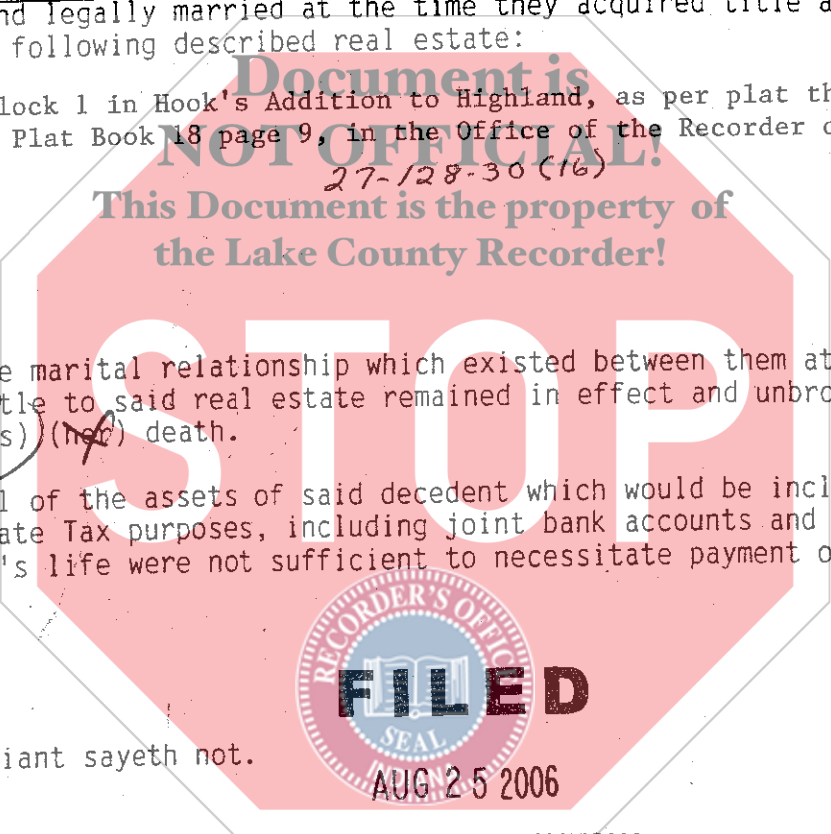 nd legally married at the time they acquired title a
following described real estate:
Document is
lock 1 in Hook's Addition to Highland, as per plat th
Plat Book 18 page 9, in the Office of the Recorder o
NOT OFFICIAL!
27-128-30 (16)
This Document is the property of
the Lake County Recorder!
STOP
e marital relationship which existed between them at
tle to said real estate remained in effect and unbro
s) (her) death.
l of the assets of said decedent which would be incl
ate Tax purposes, including joint bank accounts and
's life were not sufficient to necessitate payment o
RECORDER'S OFFICE
FILED
SEAL
INDIANA
iant sayeth not.
AUG 25 2006